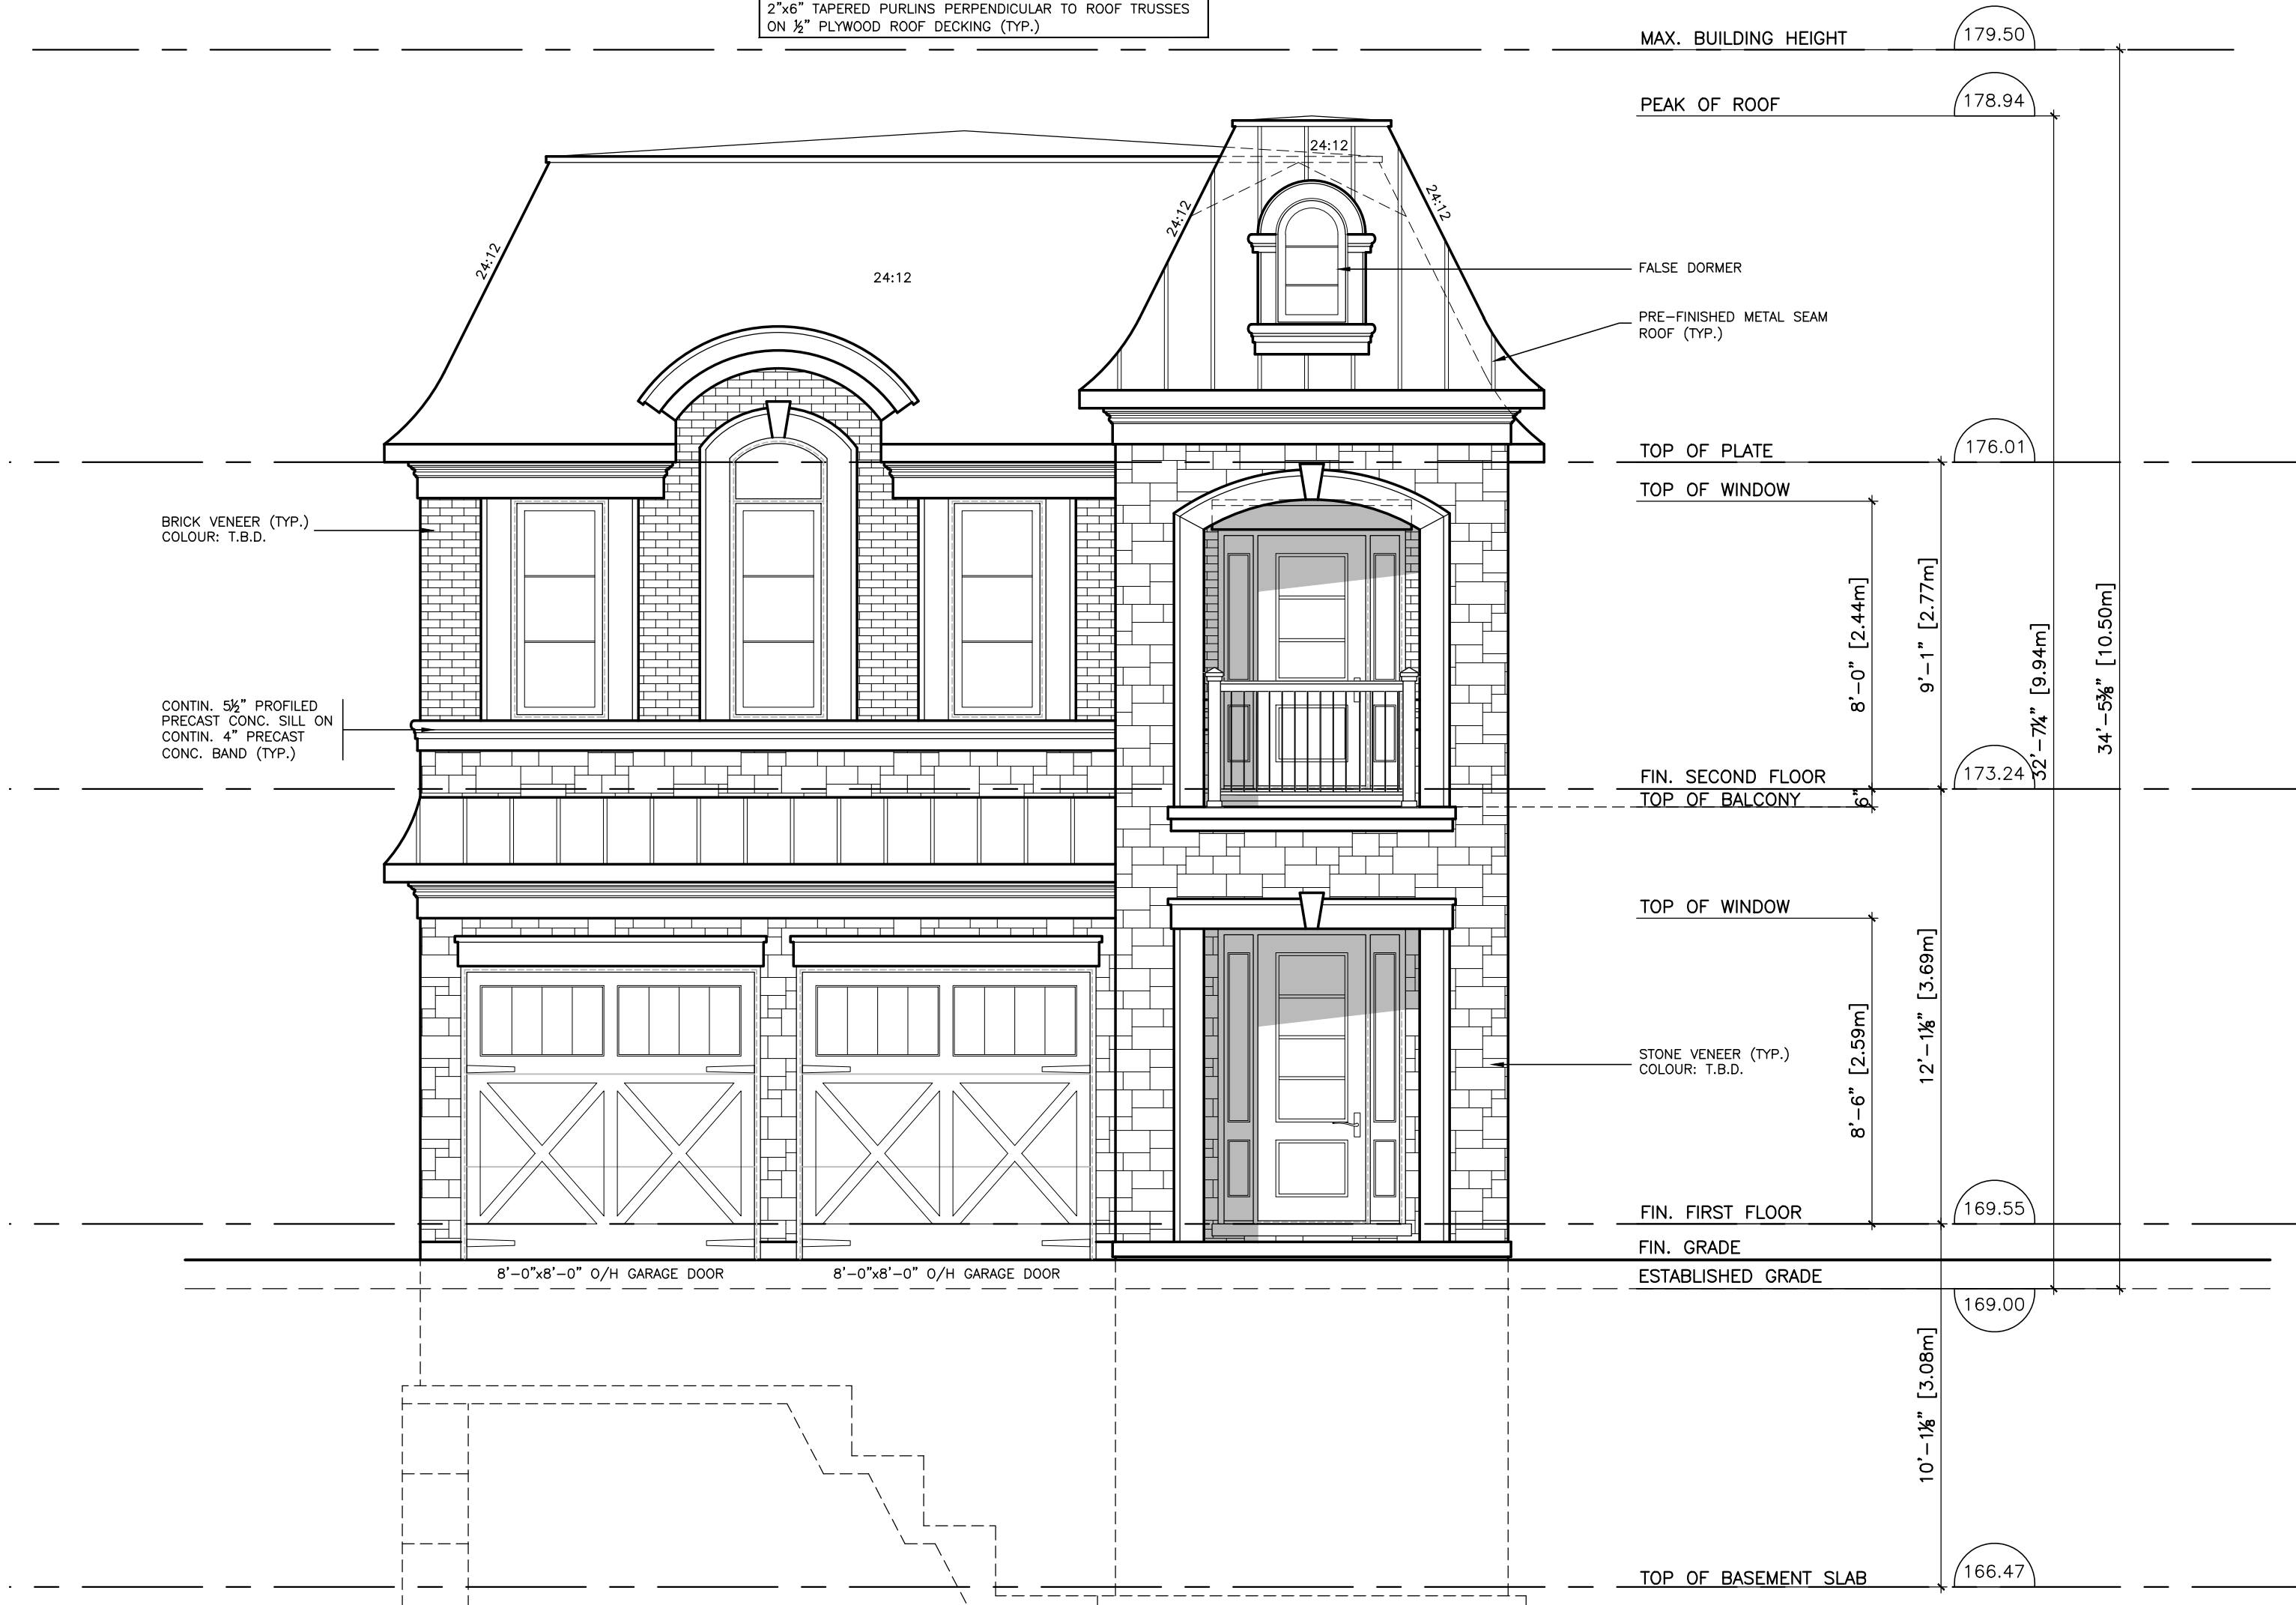 2"x6" TAPERED PURLINS PERPENDICULAR TO ROOF TRUSSES
ON ½" PLYWOOD ROOF DECKING (TYP.)
MAX. BUILDING HEIGHT
179.50
PEAK OF ROOF
178.94
24:12
24:12
24:12
24:12
24:12
FALSE DORMER
PRE-FINISHED METAL SEAM
ROOF (TYP.)
TOP OF PLATE
176.01
TOP OF WINDOW
BRICK VENEER (TYP.)
COLOUR: T.B.D.
8'-0" [2.44m]
9'-1" [2.77m]
32'-7¼" [9.94m]
34'-5⅜" [10.50m]
CONTIN. 5½" PROFILED
PRECAST CONC. SILL ON
CONTIN. 4" PRECAST
CONC. BAND (TYP.)
FIN. SECOND FLOOR
173.24
TOP OF BALCONY
6"
TOP OF WINDOW
8'-6" [2.59m]
12'-1⅛" [3.69m]
STONE VENEER (TYP.)
COLOUR: T.B.D.
FIN. FIRST FLOOR
169.55
FIN. GRADE
8'-0"x8'-0" O/H GARAGE DOOR
8'-0"x8'-0" O/H GARAGE DOOR
ESTABLISHED GRADE
169.00
10'-1⅛" [3.08m]
TOP OF BASEMENT SLAB
166.47